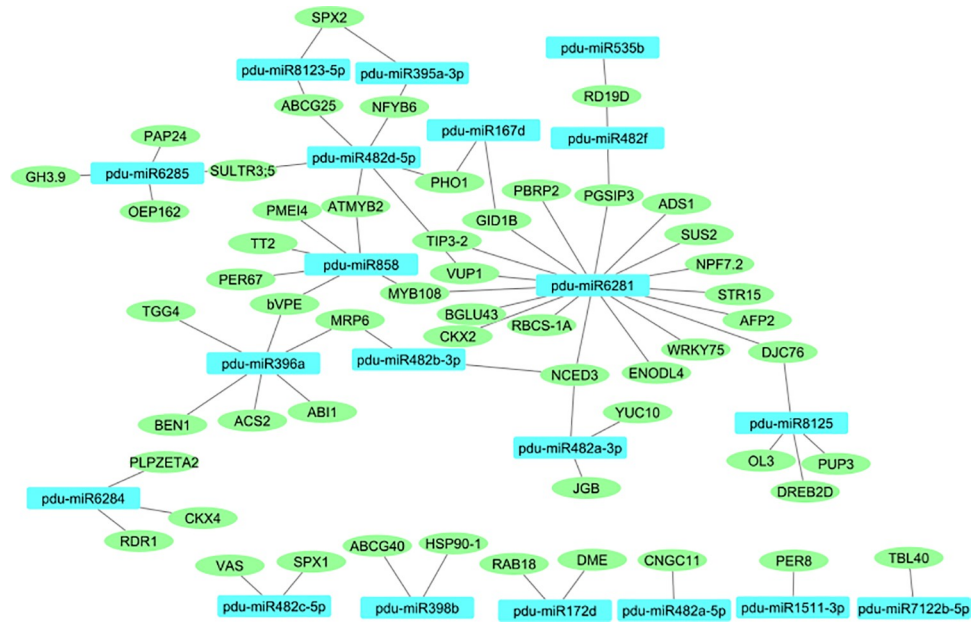 SPX2
pdu-miR535b
pdu-miR8123-5p
pdu-miR395a-3p
RD19D
ABCG25
NFYB6
pdu-miR167d
pdu-miR482f
PAP24
pdu-miR482d-5p
GH3.9
pdu-miR6285
SULTR3;5
PHO1
PBRP2
PGSIP3
ADS1
OEP162
PMEI4
ATMYB2
GID1B
SUS2
TT2
TIP3-2
NPF7.2
PER67
pdu-miR858
VUP1
pdu-miR6281
STR15
bVPE
MYB108
BGLU43
RBCS-1A
AFP2
TGG4
MRP6
CKX2
WRKY75
DJC76
pdu-miR396a
pdu-miR482b-3p
NCED3
ENODL4
BEN1
ACS2
ABI1
YUC10
pdu-miR8125
pdu-miR482a-3p
OL3
PUP3
PLPZETA2
JGB
DREB2D
pdu-miR6284
CKX4
RDR1
VAS
SPX1
ABCG40
HSP90-1
RAB18
DME
CNGC11
PER8
TBL40
pdu-miR482c-5p
pdu-miR398b
pdu-miR172d
pdu-miR482a-5p
pdu-miR1511-3p
pdu-miR7122b-5p